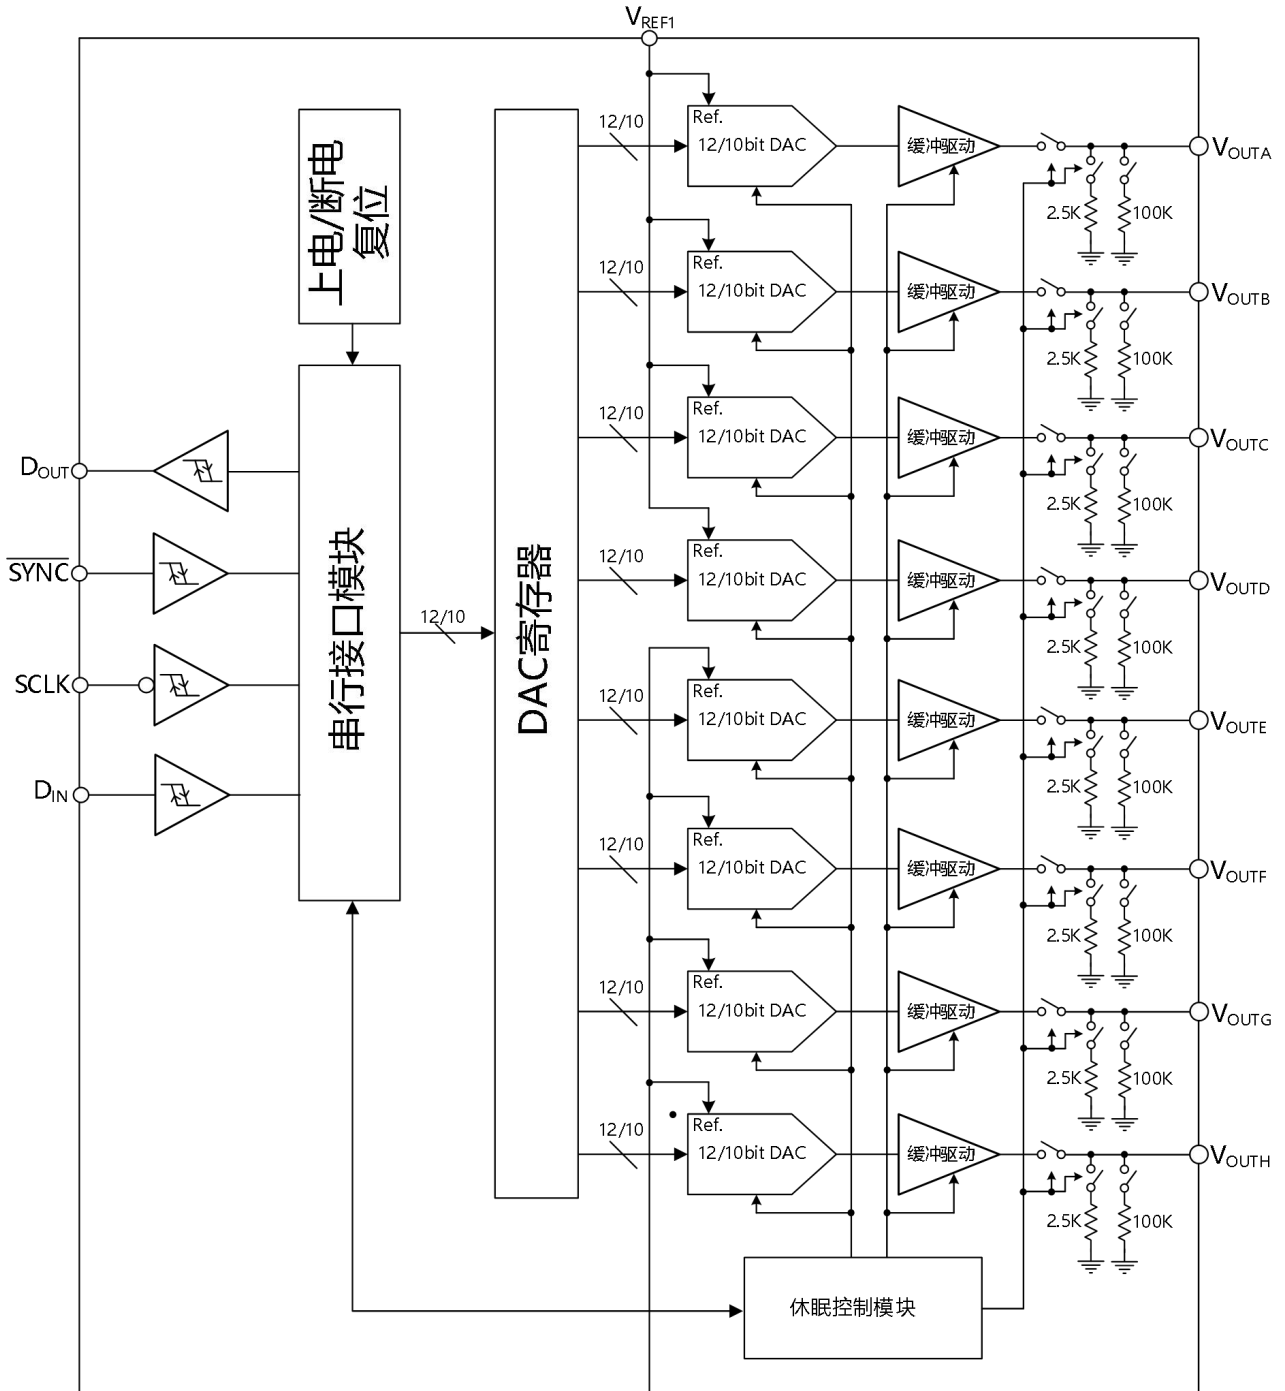 VREF1
上电/断电
复位
串行接口模块
DAC寄存器
DOUT
SYNC
SCLK
DIN
12/10
12/10
Ref.
12/10bit DAC
缓冲驱动
2.5K
100K
VOUTA
12/10
Ref.
12/10bit DAC
缓冲驱动
2.5K
100K
VOUTB
12/10
Ref.
12/10bit DAC
缓冲驱动
2.5K
100K
VOUTC
12/10
Ref.
12/10bit DAC
缓冲驱动
2.5K
100K
VOUTD
12/10
Ref.
12/10bit DAC
缓冲驱动
2.5K
100K
VOUTE
12/10
Ref.
12/10bit DAC
缓冲驱动
2.5K
100K
VOUTF
12/10
Ref.
12/10bit DAC
缓冲驱动
2.5K
100K
VOUTG
12/10
Ref.
12/10bit DAC
缓冲驱动
2.5K
100K
VOUTH
休眠控制模块